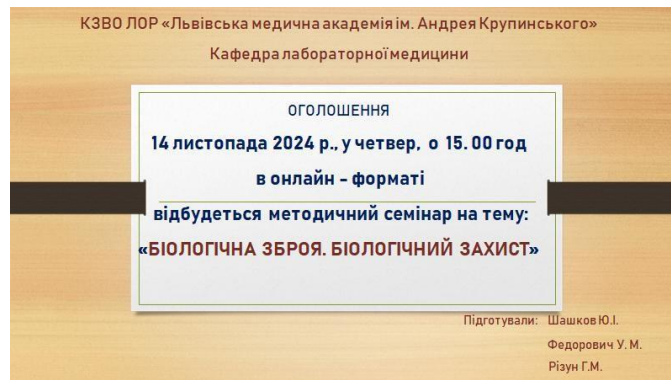 КЗВО ЛОР «Львівська медична академія ім. Андрея Крупинського»
Кафедра лабораторної медицини
ОГОЛОШЕННЯ
14 листопада 2024 р., у четвер, о 15. 00 год
в онлайн - форматі
відбудеться методичний семінар на тему:
«БІОЛОГІЧНА ЗБРОЯ. БІОЛОГІЧНИЙ ЗАХИСТ»
Підготували: Шашков Ю.І.
Федорович У. М.
Різун Г.М.